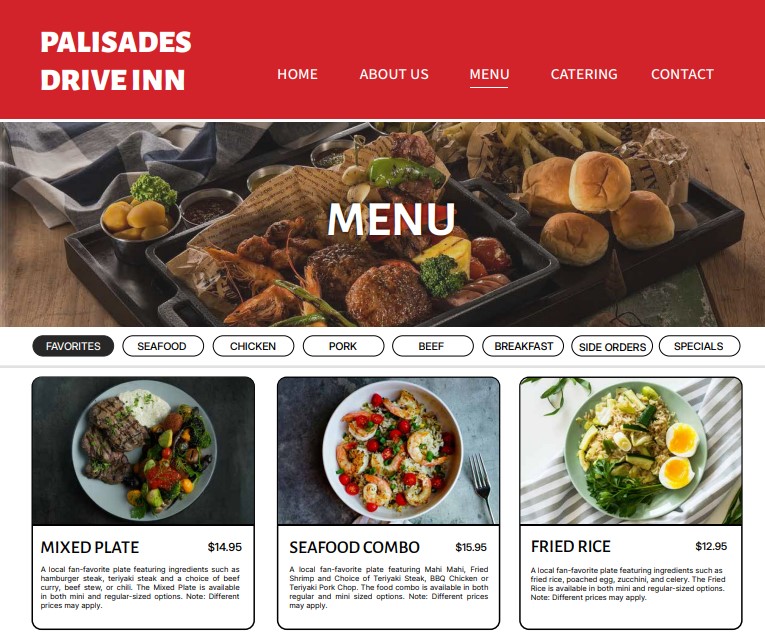 PALISADES
DRIVE INN
HOME ABOUT US MENU CATERING CONTACT
MENU
FAVORITES SEAFOOD CHICKEN PORK BEEF BREAKFAST SIDE ORDERS SPECIALS
MIXED PLATE $14.95
A local fan-favorite plate featuring ingredients such as
hamburger steak, teriyaki steak and a choice of beef
curry, beef stew, or chili. The Mixed Plate is available
in both mini and regular-sized options. Note: Different
prices may apply.
SEAFOOD COMBO $15.95
A local fan-favorite plate featuring Mahi Mahi, Fried
Shrimp and Choice of Teriyaki Steak, BBQ Chicken or
Teriyaki Pork Chop. The food combo is available in both
regular and mini sized options. Note: Different prices
may apply.
FRIED RICE $12.95
A local fan-favorite plate featuring ingredients such as
fried rice, poached egg, zucchini, and celery. The Fried
Rice is available in both mini and regular-sized options.
Note: Different prices may apply.